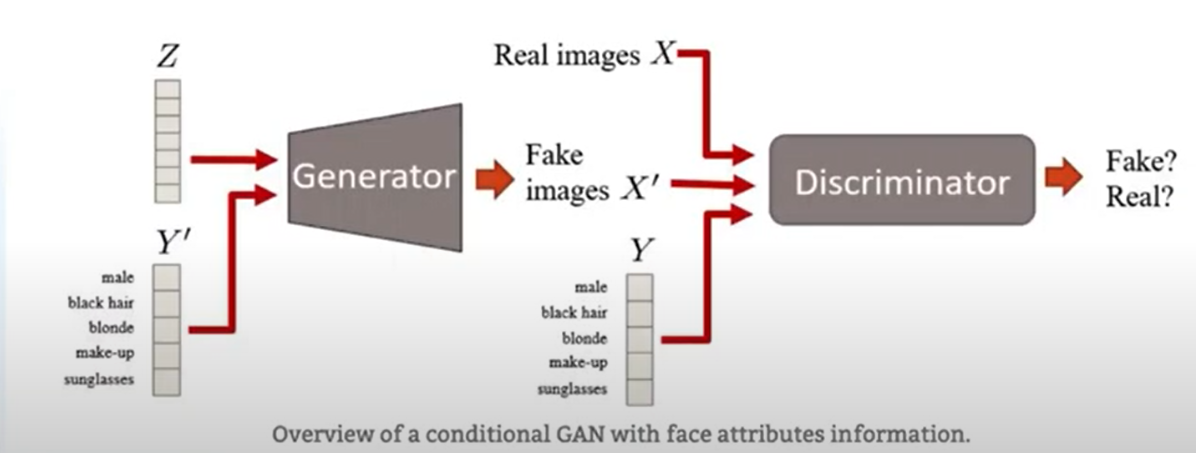 Z
Real images X
Generator
Fake
images X′
Discriminator
Fake?
Real?
Y′
male
black hair
blonde
make-up
sunglasses
Y
male
black hair
blonde
make-up
sunglasses
Overview of a conditional GAN with face attributes information.